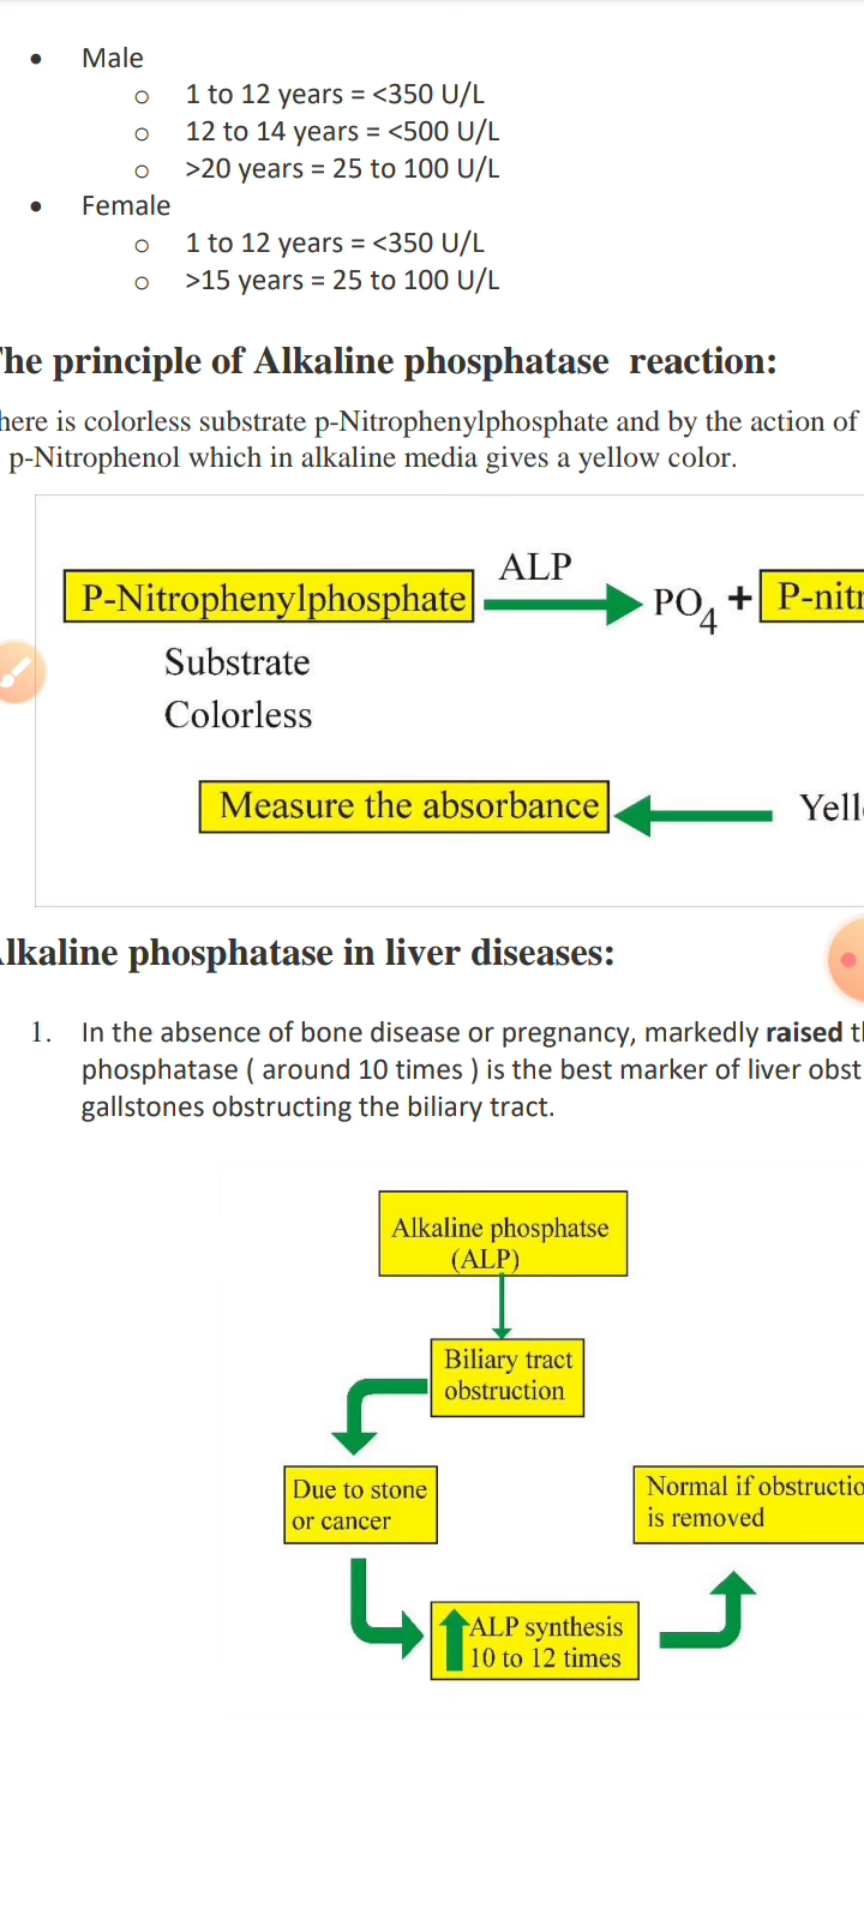 • Male
o 1 to 12 years = <350 U/L
o 12 to 14 years = <500 U/L
o >20 years = 25 to 100 U/L
• Female
o 1 to 12 years = <350 U/L
o >15 years = 25 to 100 U/L
he principle of Alkaline phosphatase reaction:
here is colorless substrate p-Nitrophenylphosphate and by the action of
p-Nitrophenol which in alkaline media gives a yellow color.
ALP
P-Nitrophenylphosphate PO4 + P-nitr
Substrate
Colorless
Measure the absorbance Yell
lkaline phosphatase in liver diseases:
1. In the absence of bone disease or pregnancy, markedly raised t
phosphatase ( around 10 times ) is the best marker of liver obst
gallstones obstructing the biliary tract.
Alkaline phosphatse
(ALP)
Biliary tract
obstruction
Due to stone
or cancer
Normal if obstructio
is removed
ALP synthesis
10 to 12 times